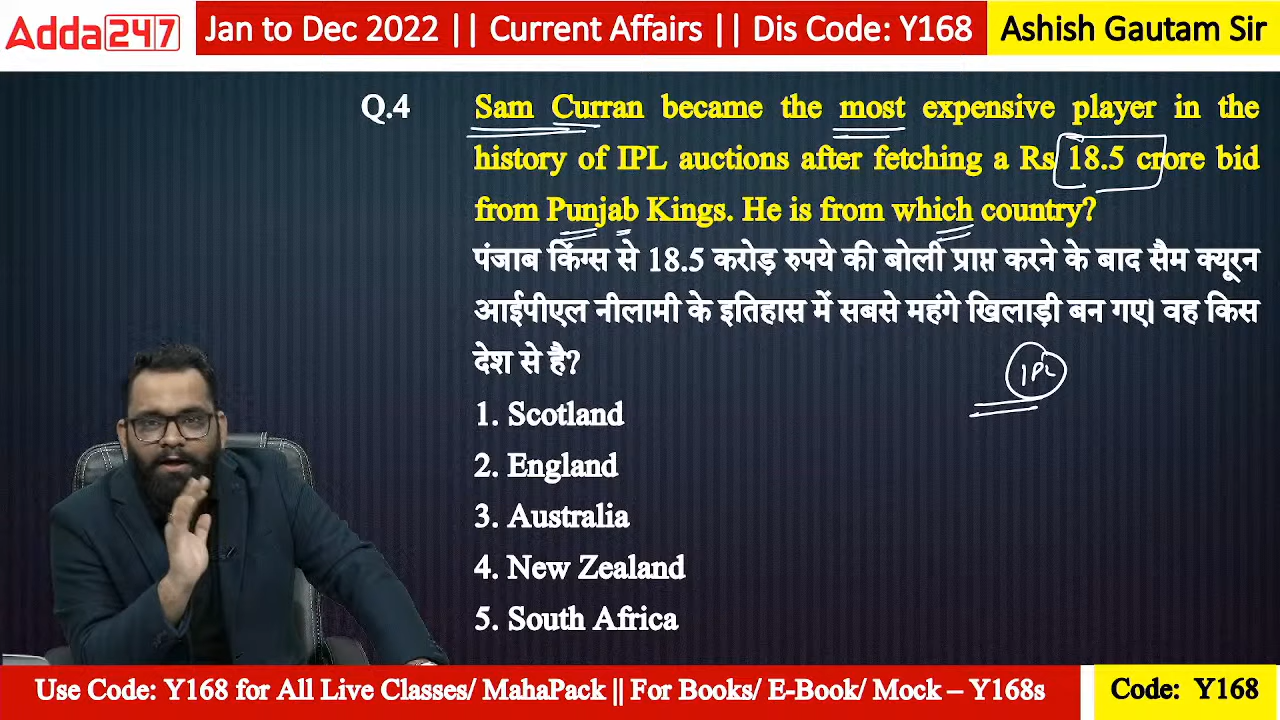 Adda247 Jan to Dec 2022 || Current Affairs || Dis Code: Y168 Ashish Gautam Sir
Q.4 Sam Curran became the most expensive player in the
history of IPL auctions after fetching a Rs 18.5 crore bid
from Punjab Kings. He is from which country?
पंजाब किंग्स से 18.5 करोड़ रुपये की बोली प्राप्त करने के बाद सैम क्यूरन
आईपीएल नीलामी के इतिहास में सबसे महंगे खिलाड़ी बन गए। वह किस
देश से है?
IPL
1. Scotland
2. England
3. Australia
4. New Zealand
5. South Africa
Use Code: Y168 for All Live Classes/ MahaPack || For Books/ E-Book/ Mock – Y168s Code: Y168